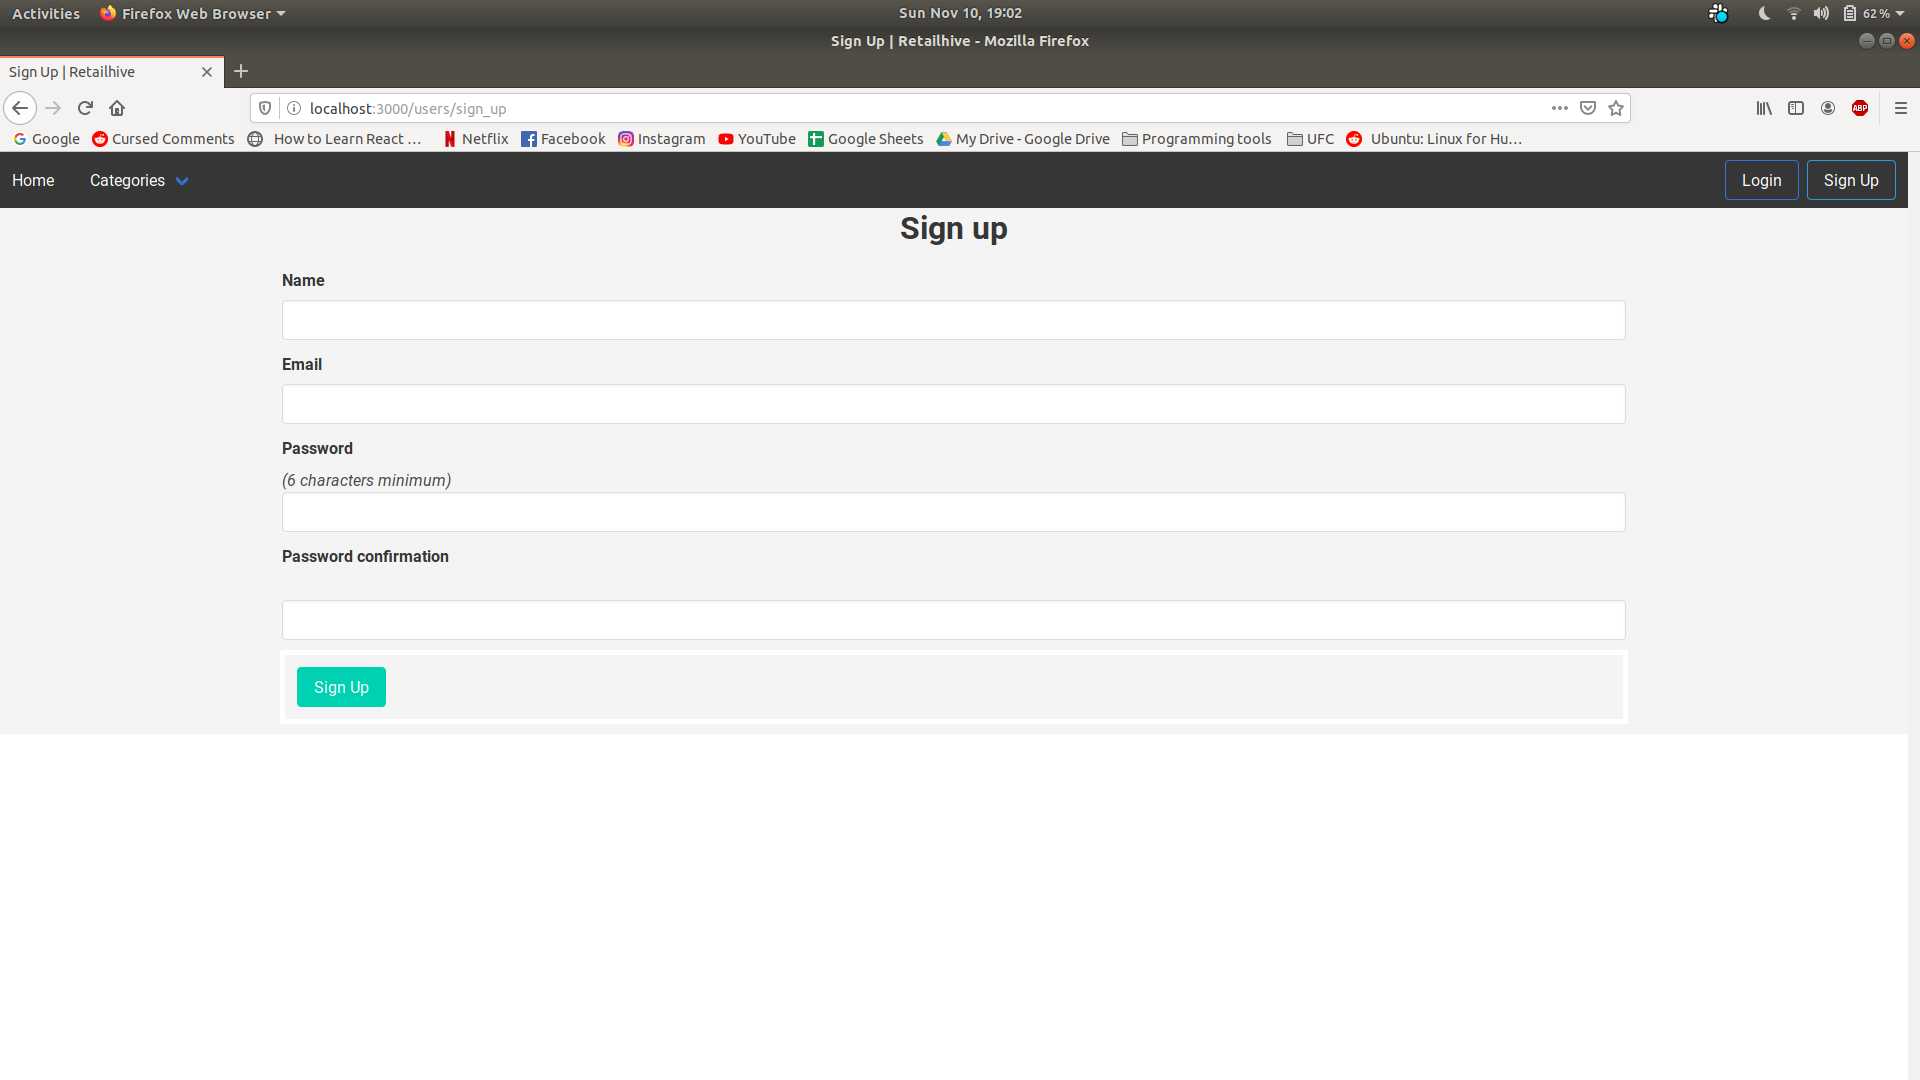 Activities Firefox Web Browser Sun Nov 10, 19:02 62 %
Sign Up | Retailhive - Mozilla Firefox
Sign Up | Retailhive
localhost:3000/users/sign_up ABP
Google Cursed Comments How to Learn React … Netflix Facebook Instagram YouTube Google Sheets My Drive - Google Drive Programming tools UFC Ubuntu: Linux for Hu…
Home Categories Login Sign Up
Sign up
Name
Email
Password
(6 characters minimum)
Password confirmation
Sign Up